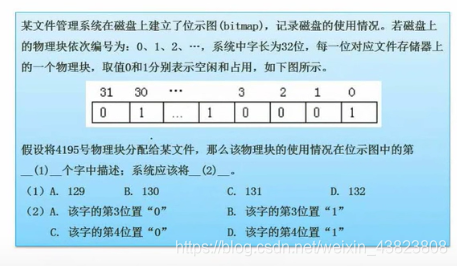 某文件管理系统在磁盘上建立了位示图(bitmap)，记录磁盘的使用情况。若磁盘上
的物理块依次编号为：0、1、2、…，系统中字长为32位，每一位对应文件存储器上
的一个物理块，取值0和1分别表示空闲和占用，如下图所示。
31 30 … 3 2 1 0
0 1 … 1 0 0 0 1
假设将4195号物理块分配给某文件，那么该物理块的使用情况在位示图中的第
__(1)__个字中描述；系统应该将__(2)__。
（1）A. 129 B. 130 C. 131 D. 132
（2）A. 该字的第3位置“0” B. 该字的第3位置“1”
C. 该字的第4位置“0” D. 该字的第4位置“1”
https://blog.csdn.net/weixin_43823808